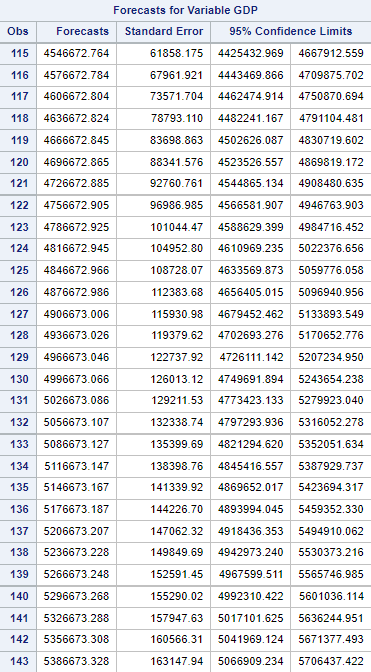 Forecasts for Variable GDP
Obs Forecasts Standard Error 95% Confidence Limits
115 4546672.764 61858.175 4425432.969 4667912.559
116 4576672.784 67961.921 4443469.866 4709875.702
117 4606672.804 73571.704 4462474.914 4750870.694
118 4636672.824 78793.110 4482241.167 4791104.481
119 4666672.845 83698.863 4502626.087 4830719.602
120 4696672.865 88341.576 4523526.557 4869819.172
121 4726672.885 92760.761 4544865.134 4908480.635
122 4756672.905 96986.985 4566581.907 4946763.903
123 4786672.925 101044.47 4588629.399 4984716.452
124 4816672.945 104952.80 4610969.235 5022376.656
125 4846672.966 108728.07 4633569.873 5059776.058
126 4876672.986 112383.68 4656405.015 5096940.956
127 4906673.006 115930.98 4679452.462 5133893.549
128 4936673.026 119379.62 4702693.276 5170652.776
129 4966673.046 122737.92 4726111.142 5207234.950
130 4996673.066 126013.12 4749691.894 5243654.238
131 5026673.086 129211.53 4773423.133 5279923.040
132 5056673.107 132338.74 4797293.936 5316052.278
133 5086673.127 135399.69 4821294.620 5352051.634
134 5116673.147 138398.76 4845416.557 5387929.737
135 5146673.167 141339.92 4869652.017 5423694.317
136 5176673.187 144226.70 4893994.045 5459352.330
137 5206673.207 147062.32 4918436.353 5494910.062
138 5236673.228 149849.69 4942973.240 5530373.216
139 5266673.248 152591.45 4967599.511 5565746.985
140 5296673.268 155290.02 4992310.422 5601036.114
141 5326673.288 157947.63 5017101.625 5636244.951
142 5356673.308 160566.31 5041969.124 5671377.493
143 5386673.328 163147.94 5066909.234 5706437.422